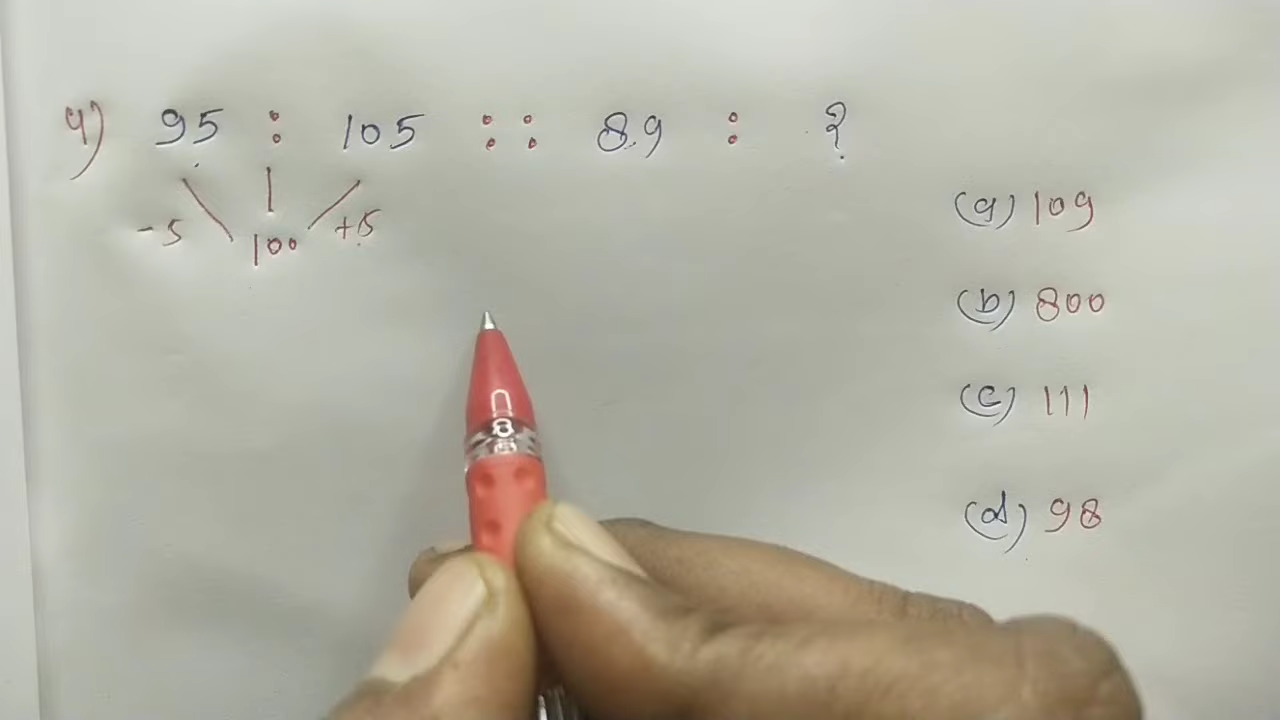 4) 95 : 105 :: 89 : ?
-5 100 +5
(a) 109
(b) 800
(c) 111
(d) 98